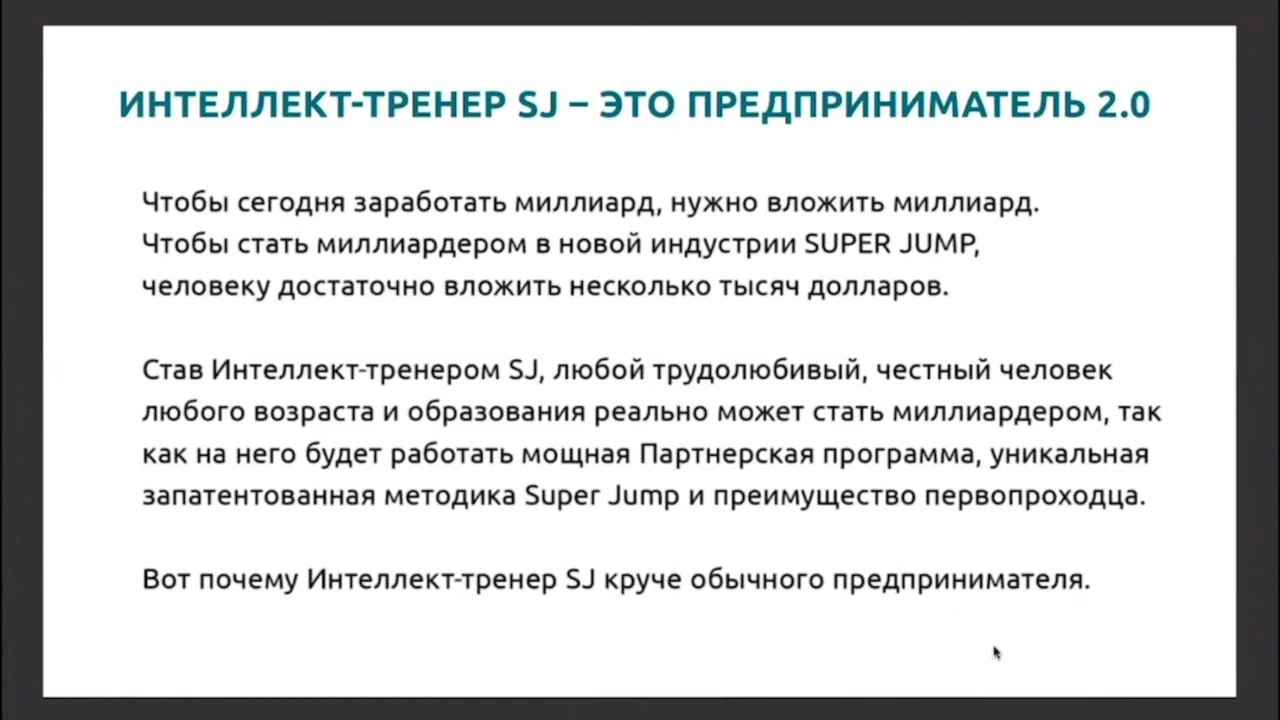 ИНТЕЛЛЕКТ-ТРЕНЕР SJ – ЭТО ПРЕДПРИНИМАТЕЛЬ 2.0
Чтобы сегодня заработать миллиард, нужно вложить миллиард.
Чтобы стать миллиардером в новой индустрии SUPER JUMP,
человеку достаточно вложить несколько тысяч долларов.
Став Интеллект-тренером SJ, любой трудолюбивый, честный человек
любого возраста и образования реально может стать миллиардером, так
как на него будет работать мощная Партнерская программа, уникальная
запатентованная методика Super Jump и преимущество первопроходца.
Вот почему Интеллект-тренер SJ круче обычного предпринимателя.